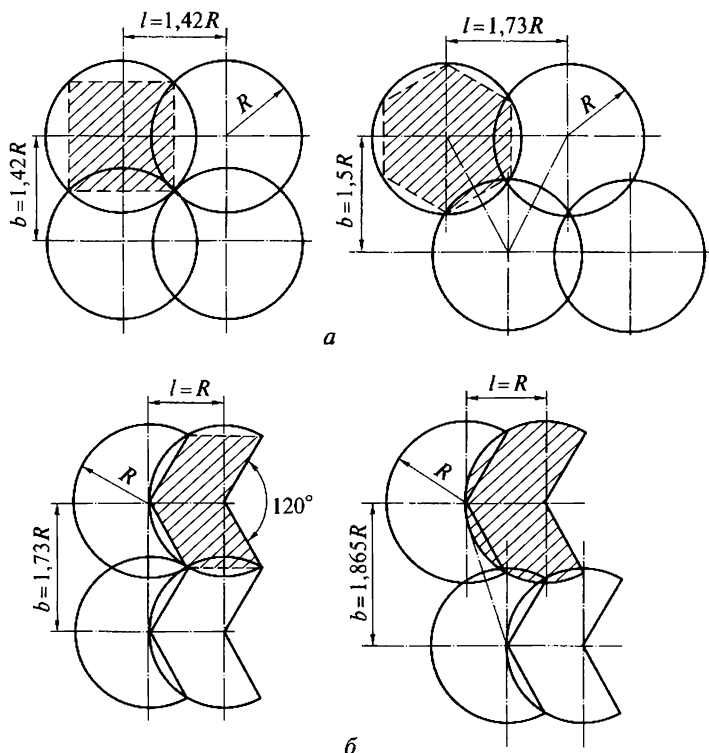 l=1,42R
R
b=1,42R
l=1,73R
R
b=1,5R
а
l=R
R
120°
b=1,73R
l=R
R
b=1,865R
б